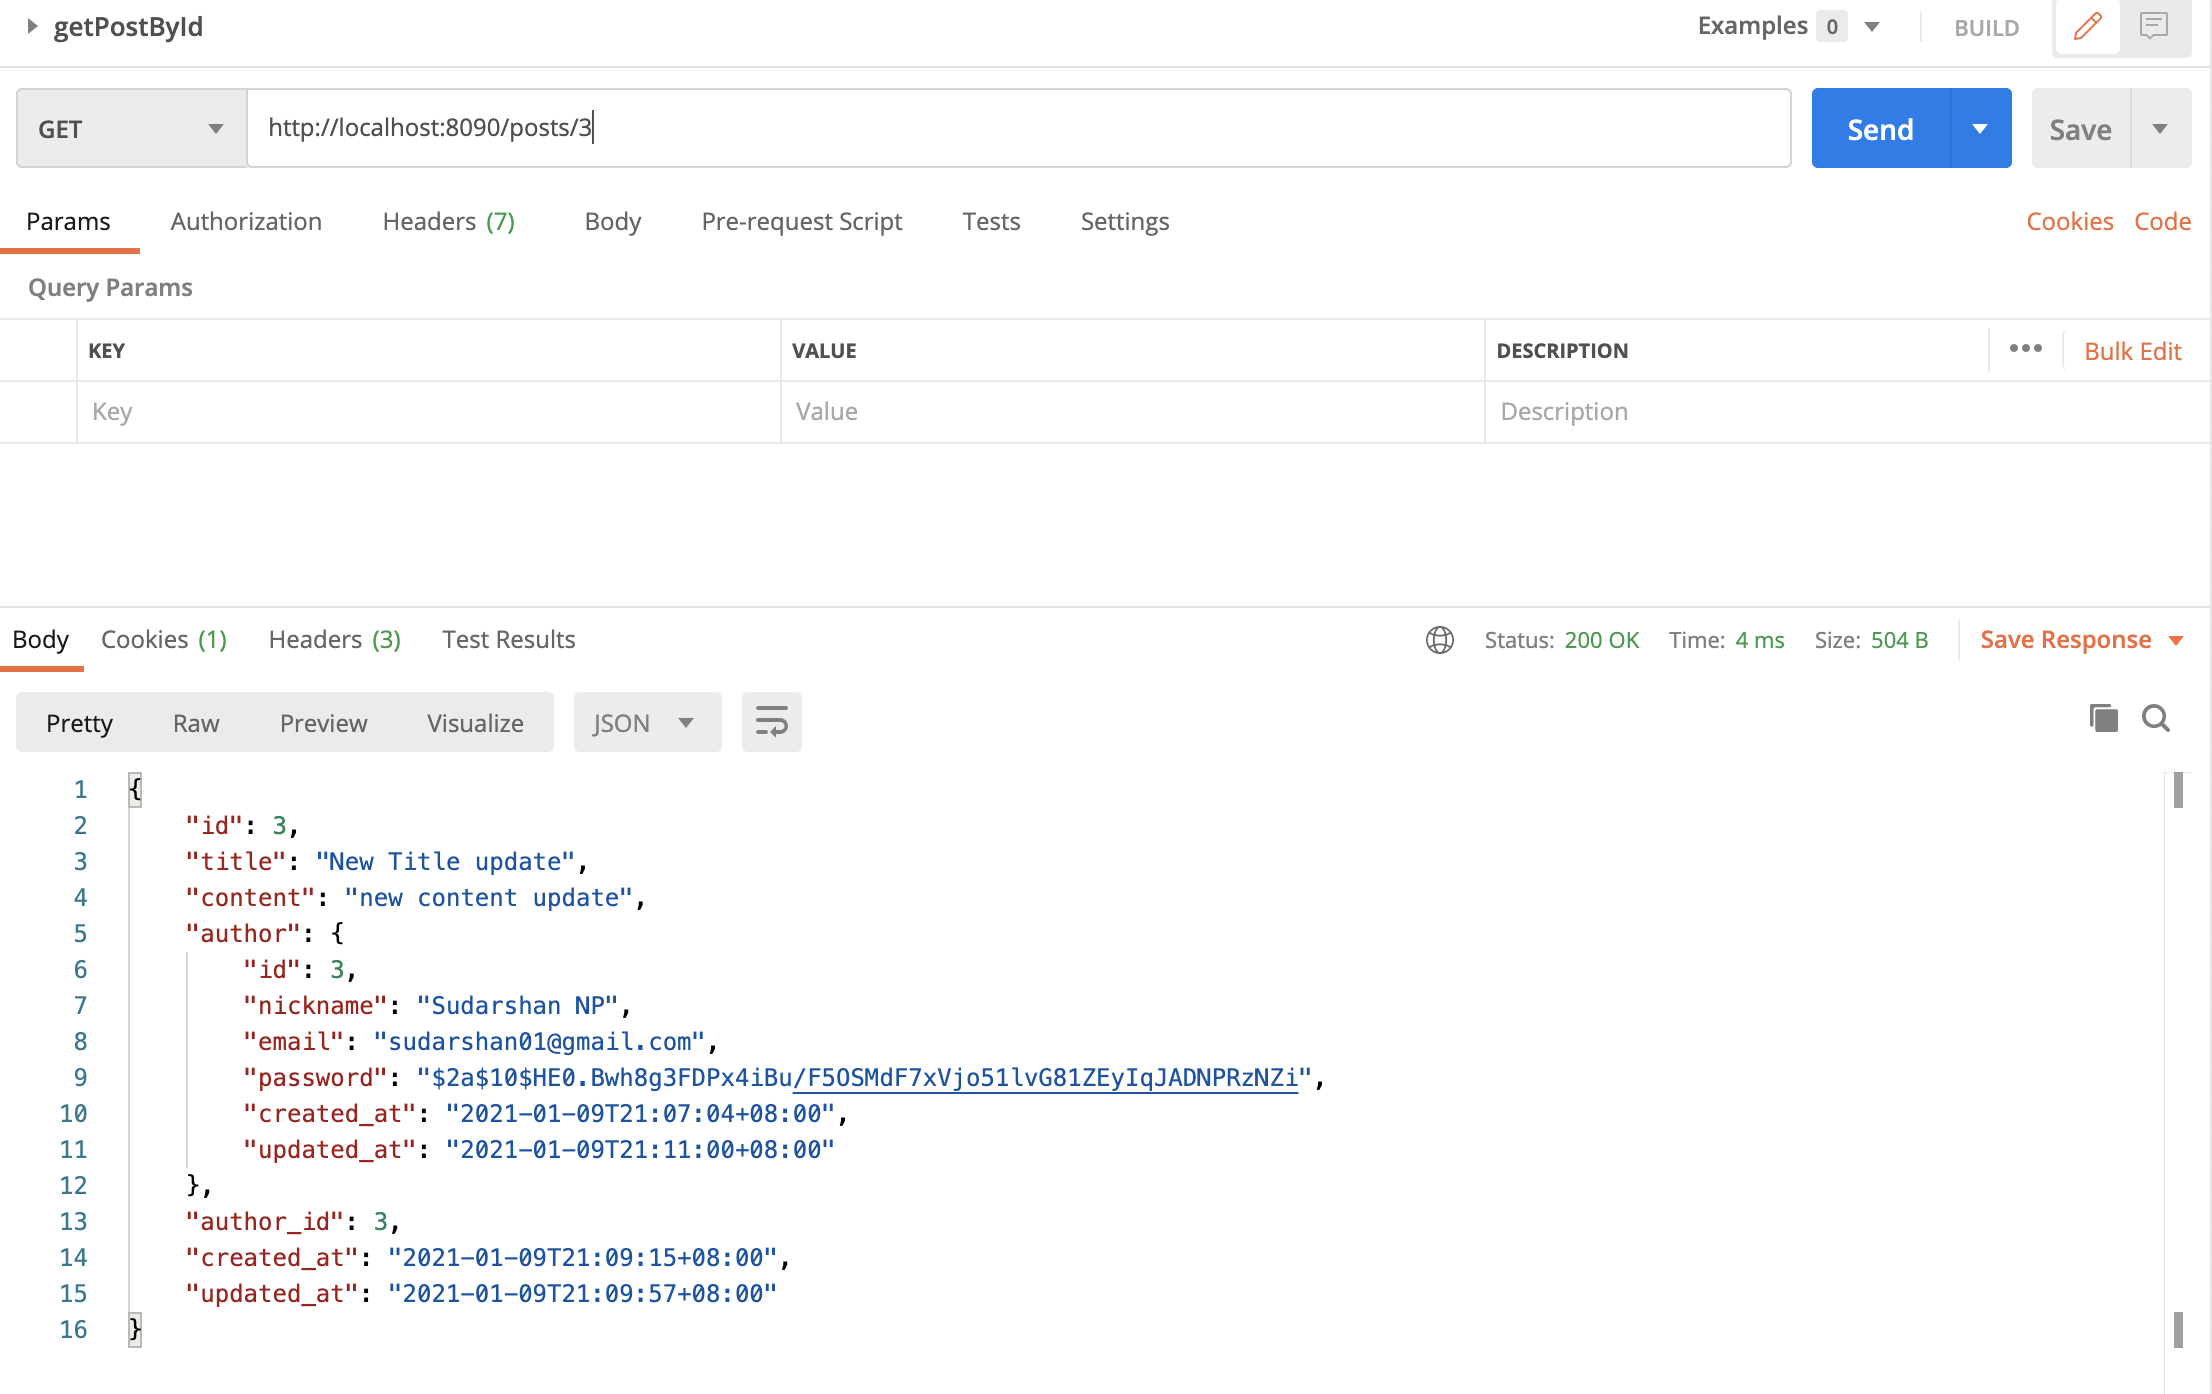 getPostById
Examples 0
BUILD
GET
http://localhost:8090/posts/3
Send
Save
Params Authorization Headers (7) Body Pre-request Script Tests Settings Cookies Code
Query Params
KEY VALUE DESCRIPTION ••• Bulk Edit
Key Value Description
Body Cookies (1) Headers (3) Test Results Status: 200 OK Time: 4 ms Size: 504 B Save Response
Pretty Raw Preview Visualize JSON
1 {
2 "id": 3,
3 "title": "New Title update",
4 "content": "new content update",
5 "author": {
6 "id": 3,
7 "nickname": "Sudarshan NP",
8 "email": "sudarshan01@gmail.com",
9 "password": "$2a$10$HE0.Bwh8g3FDPx4iBu/F5OSMdF7xVjo51lvG81ZEyIqJADNPRzNZi",
10 "created_at": "2021-01-09T21:07:04+08:00",
11 "updated_at": "2021-01-09T21:11:00+08:00"
12 },
13 "author_id": 3,
14 "created_at": "2021-01-09T21:09:15+08:00",
15 "updated_at": "2021-01-09T21:09:57+08:00"
16 }